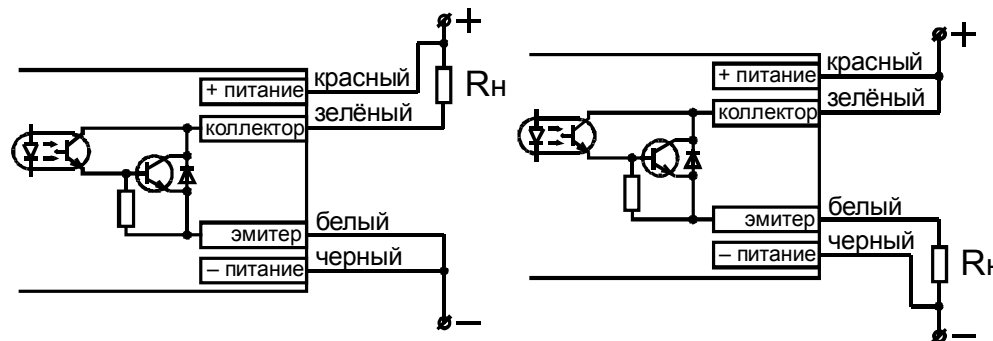 +
красный
+ питание
Rн
зелёный
коллектор
белый
эмитер
черный
– питание
–
+
красный
+ питание
зелёный
коллектор
белый
эмитер
черный
– питание
Rн
–